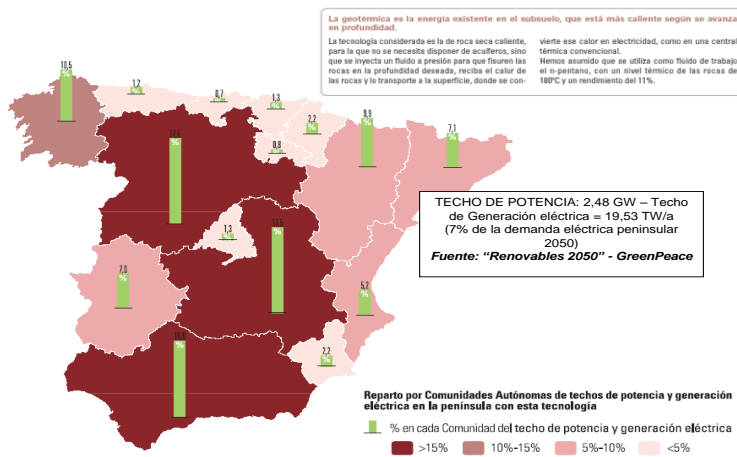 La geotérmica es la energía existente en el subsuelo, que está más caliente según se avanza
en profundidad.
La tecnología considerada es la de roca seca caliente,
para la que no se necesita disponer de acuíferos, sino
que se inyecta un fluido a presión para que fisuren las
rocas en la profundidad deseada, reciba el calor de
las rocas y lo transporte a la superficie, donde se con-
vierte ese calor en electricidad, como en una central
térmica convencional.
Hemos asumido que se utiliza como fluido de trabajo
el n-pentano, con un nivel térmico de las rocas de
180ºC y un rendimiento del 11%.
10,5
%
1,2
%
0,7
%
1,3
%
2,2
%
0,8
%
9,9
%
7,1
%
%
1,3
%
%
7,0
%
5,2
%
2,2
%
%
TECHO DE POTENCIA: 2,48 GW – Techo
de Generación eléctrica = 19,53 TW/a
(7% de la demanda eléctrica peninsular
2050)
Fuente: “Renovables 2050” - GreenPeace
Reparto por Comunidades Autónomas de techos de potencia y generación
eléctrica en la península con esta tecnología
% en cada Comunidad del techo de potencia y generación eléctrica
>15%
10%-15%
5%-10%
<5%